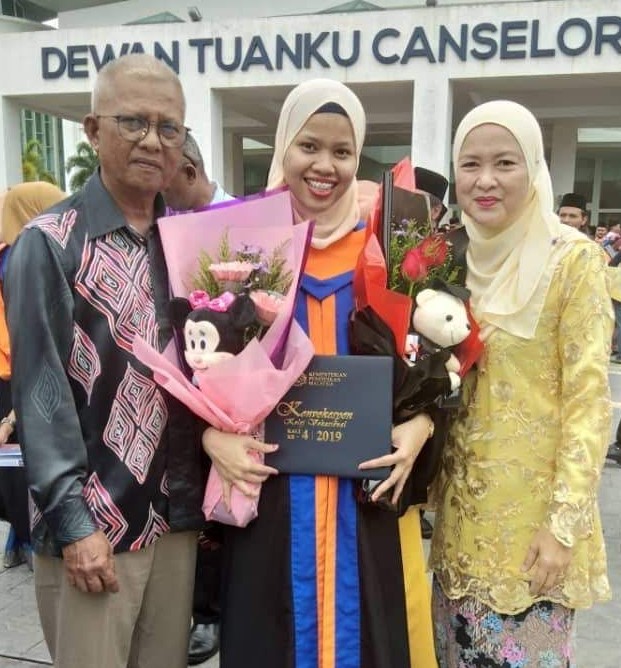 DEWAN TUANKU CANSELOR
KEMENTERIAN
PENDIDIKAN
MALAYSIA
Konvokesyen
Kolej Vokasional
KALI
KE - 4 | 2019